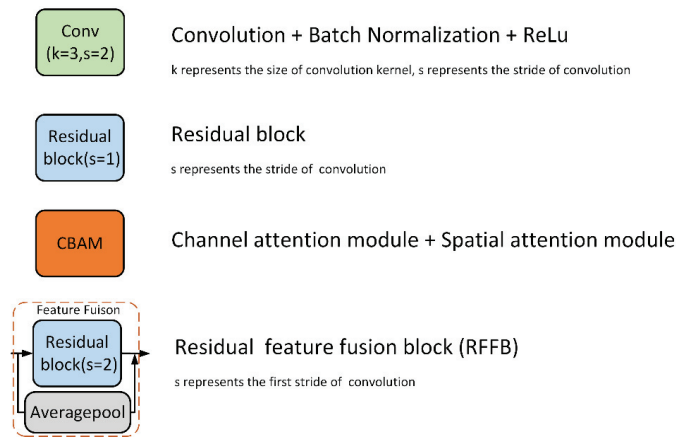 Conv
(k=3,s=2)
Convolution + Batch Normalization + ReLu
k represents the size of convolution kernel, s represents the stride of convolution
Residual
block(s=1)
Residual block
s represents the stride of convolution
CBAM
Channel attention module + Spatial attention module
Feature Fuison
Residual
block(s=2)
Averagepool
Residual feature fusion block (RFFB)
s represents the first stride of convolution